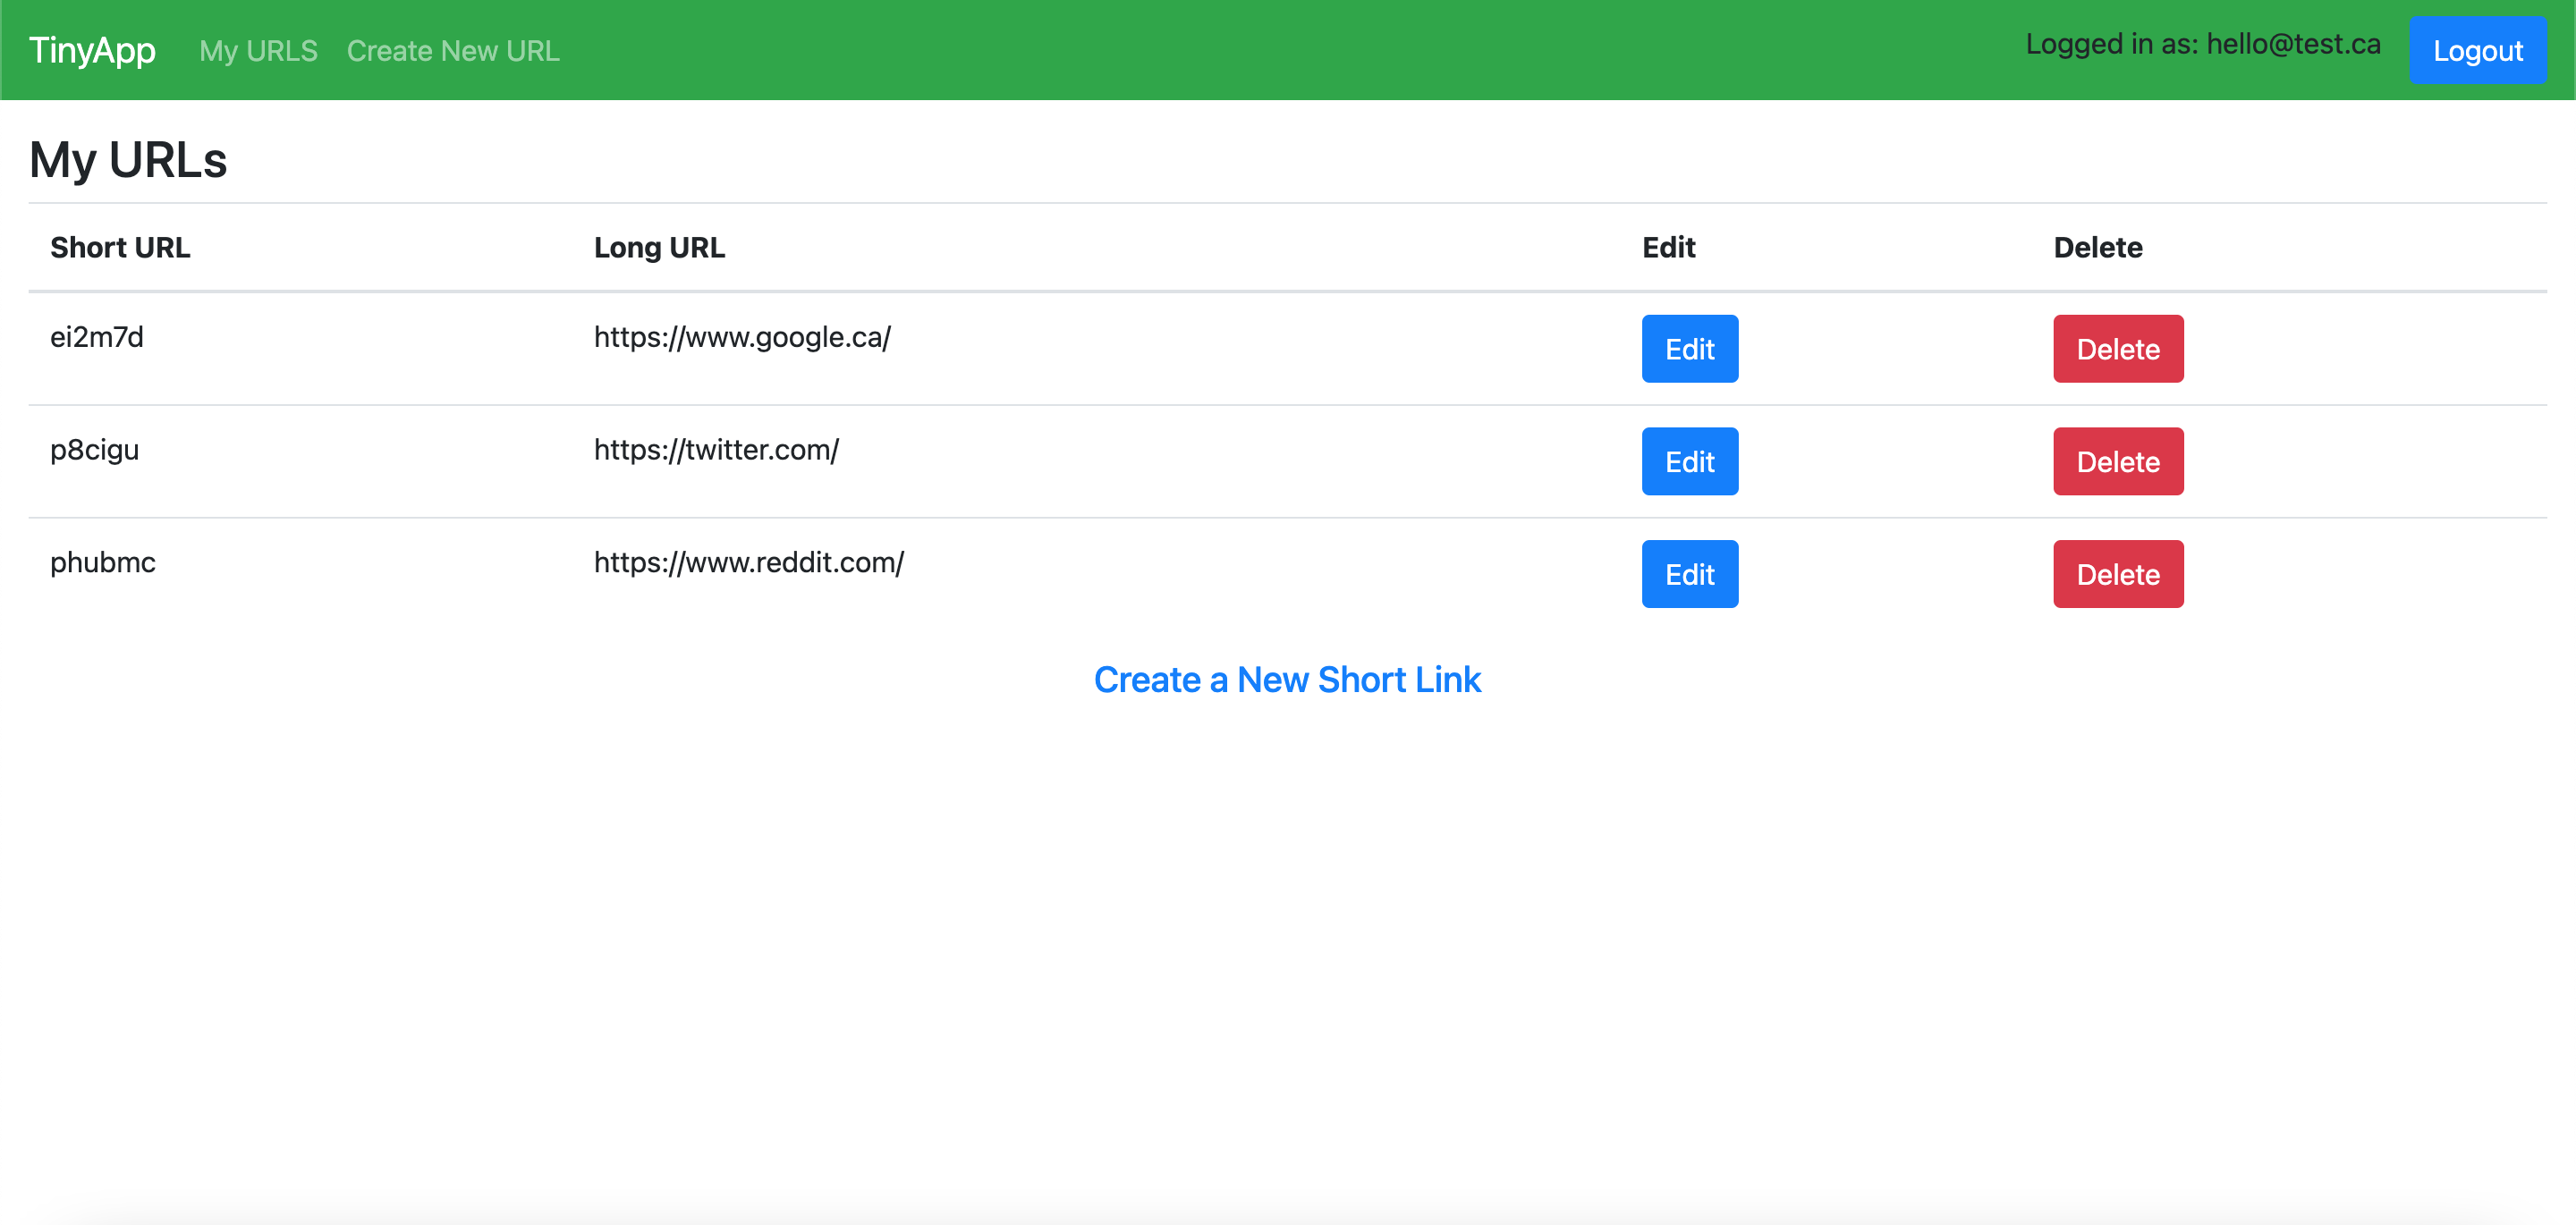 TinyApp My URLS Create New URL Logged in as: hello@test.ca Logout
My URLs
Short URL Long URL Edit Delete
ei2m7d https://www.google.ca/ Edit Delete
p8cigu https://twitter.com/ Edit Delete
phubmc https://www.reddit.com/ Edit Delete
Create a New Short Link